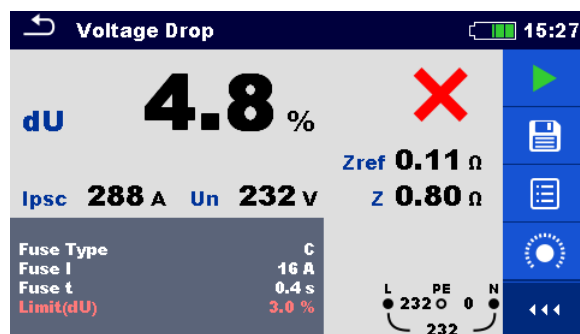 Voltage Drop 15:27
dU 4.8 %
Zref 0.11 Ω
Ipsc 288 A Un 232 V Z 0.80 Ω
Fuse Type C
Fuse I 16 A
Fuse t 0.4 s
Limit(dU) 3.0 %
L PE N
232 0
232